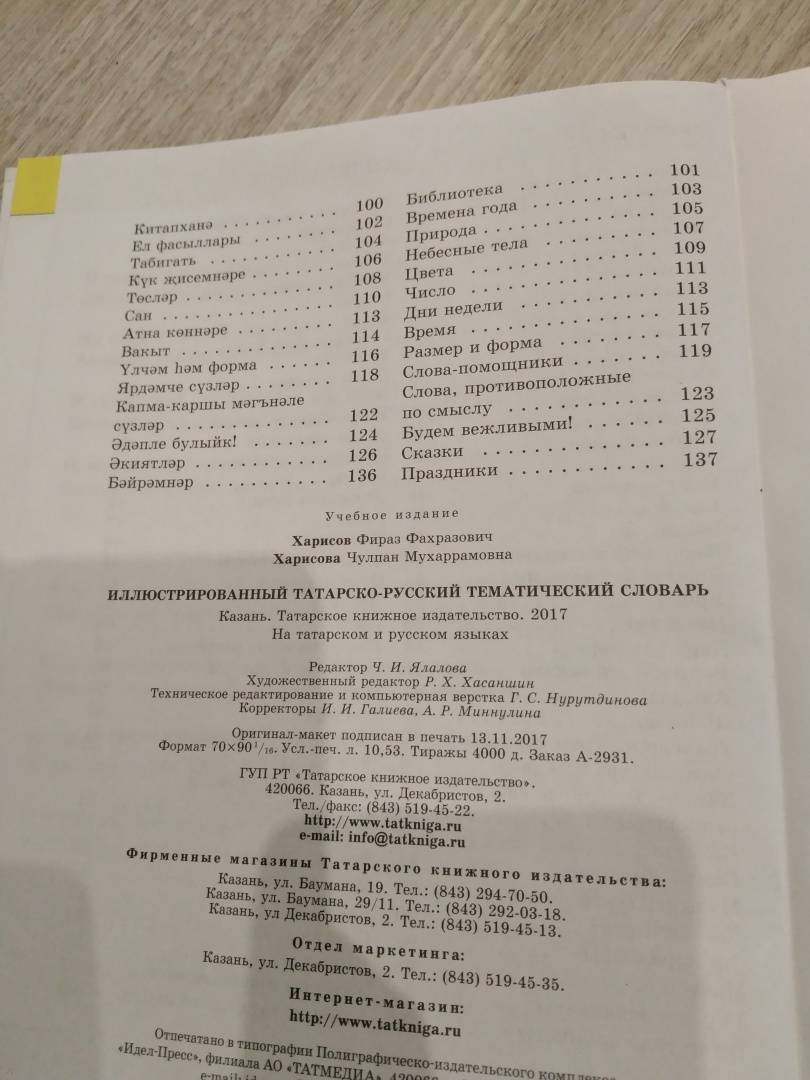 Китапханә . . . . . . . . . . . 100
Ел фасыллары . . . . . . . . 102
Табигать . . . . . . . . . . . . 104
Күк җисемнәре . . . . . . . . 106
Төсләр . . . . . . . . . . . . . 108
Сан . . . . . . . . . . . . . . . 110
Атна көннәре . . . . . . . . . 113
Вакыт . . . . . . . . . . . . . 114
Үлчәм һәм форма . . . . . . 116
Ярдәмче сүзләр . . . . . . . . 118
Капма-каршы мәгънәле
сүзләр . . . . . . . . . . . . . 122
Әдәпле булыйк! . . . . . . . 124
Әкиятләр . . . . . . . . . . . 126
Бәйрәмнәр . . . . . . . . . . . 136
Библиотека . . . . . . . . . . 101
Времена года . . . . . . . . . 103
Природа . . . . . . . . . . . . 105
Небесные тела . . . . . . . . 107
Цвета . . . . . . . . . . . . . 109
Число . . . . . . . . . . . . . 111
Дни недели . . . . . . . . . . 113
Время . . . . . . . . . . . . . 115
Размер и форма . . . . . . . 117
Слова-помощники . . . . . . 119
Слова, противоположные
по смыслу . . . . . . . . . . . 123
Будем вежливыми! . . . . . . 125
Сказки . . . . . . . . . . . . 127
Праздники . . . . . . . . . . . 137
Учебное издание
Харисов Фираз Фахразович
Харисова Чулпан Мухаррамовна
ИЛЛЮСТРИРОВАННЫЙ ТАТАРСКО-РУССКИЙ ТЕМАТИЧЕСКИЙ СЛОВАРЬ
Казань. Татарское книжное издательство. 2017
На татарском и русском языках
Редактор Ч. И. Ялалова
Художественный редактор Р. Х. Хасаншин
Техническое редактирование и компьютерная верстка Г. С. Нурутдинова
Корректоры И. И. Галиева, А. Р. Миннулина
Оригинал-макет подписан в печать 13.11.2017
Формат 70×90 1/16. Усл.-печ. л. 10,53. Тиражы 4000 д. Заказ А-2931.
ГУП РТ «Татарское книжное издательство».
420066. Казань, ул. Декабристов, 2.
Тел./факс: (843) 519-45-22.
http://www.tatkniga.ru
e-mail: info@tatkniga.ru
Фирменные магазины Татарского книжного издательства:
Казань, ул. Баумана, 19. Тел.: (843) 294-70-50.
Казань, ул. Баумана, 29/11. Тел.: (843) 292-03-18.
Казань, ул Декабристов, 2. Тел.: (843) 519-45-13.
Отдел маркетинга:
Казань, ул. Декабристов, 2. Тел.: (843) 519-45-35.
Интернет-магазин:
http://www.tatkniga.ru
Отпечатано в типографии Полиграфическо-издательского
«Идел-Пресс», филиала АО «ТАТМЕДИА».